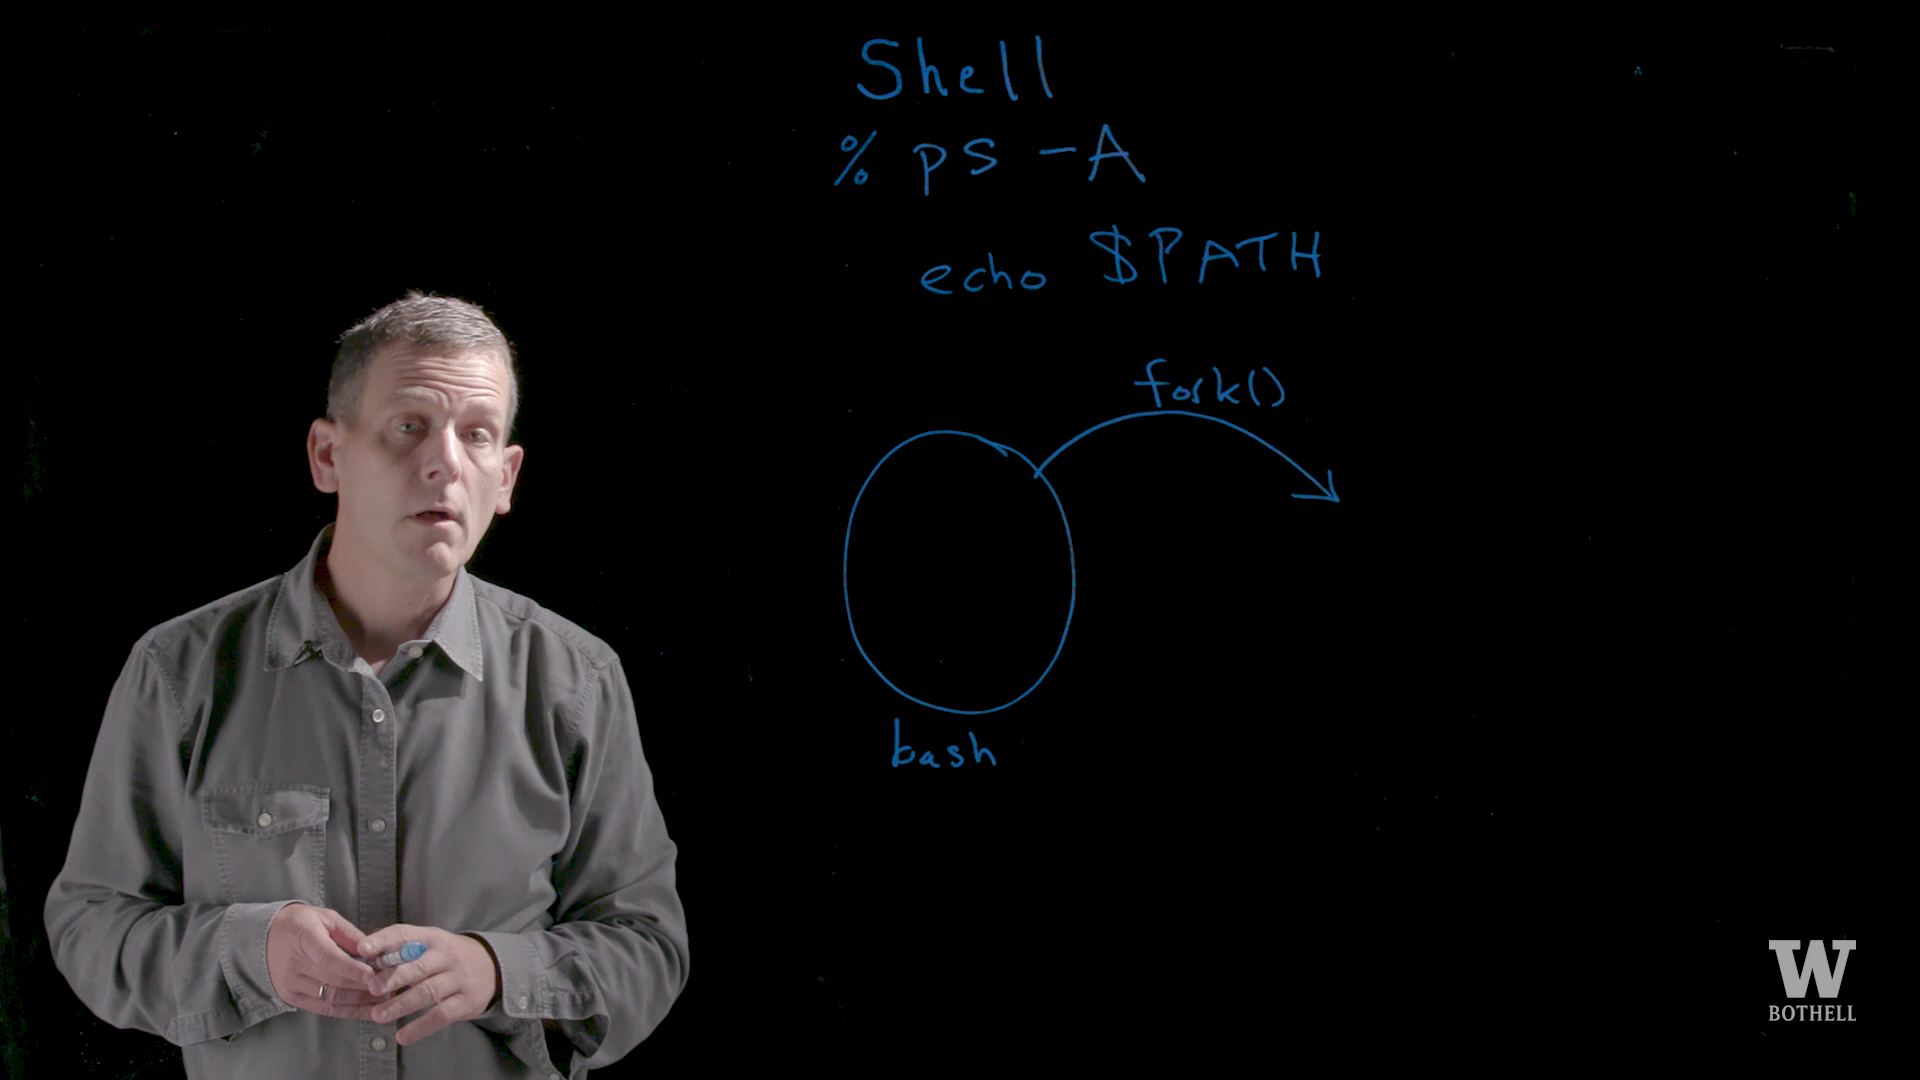 Shell
% ps -A
echo $PATH
fork()
bash
W
BOTHELL